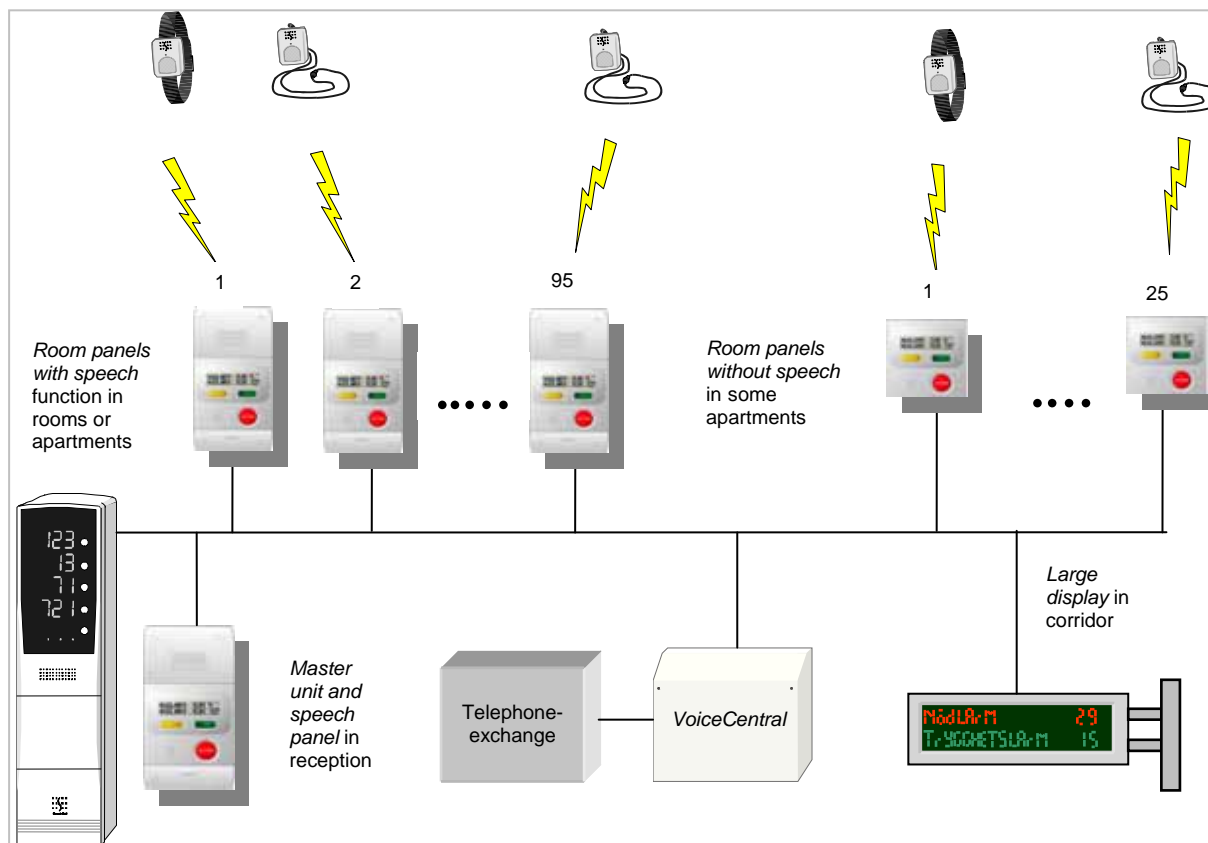 1
2
95
1
25
Room panels
with speech
function in
rooms or
apartments
Room panels
without speech
in some
apartments
123
13
71
721
Master
unit and
speech
panel in
reception
Telephone-
exchange
VoiceCentral
Large
display in
corridor
NödLArM 29
TrYGGHETSLArM 15